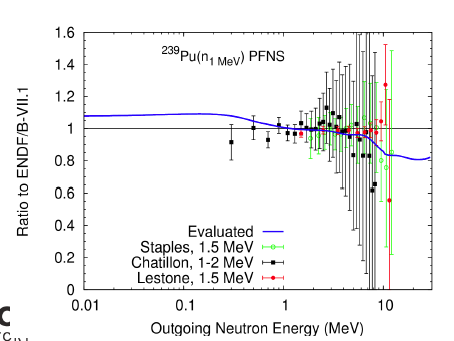 1.6
1.4
1.2
1
0.8
0.6
0.4
0.2
0
Ratio to ENDF/B-VII.1
239Pu(n1 MeV) PFNS
Evaluated
Staples, 1.5 MeV
Chatillon, 1-2 MeV
Lestone, 1.5 MeV
0.01 0.1 1 10
Outgoing Neutron Energy (MeV)